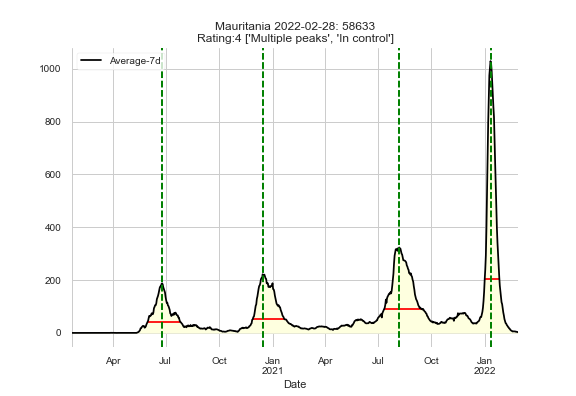 Mauritania 2022-02-28: 58633
Rating:4 ['Multiple peaks', 'In control']
Average-7d
1000
800
600
400
200
0
Apr Jul Oct Jan Apr Jul Oct Jan
2021 2022
Date